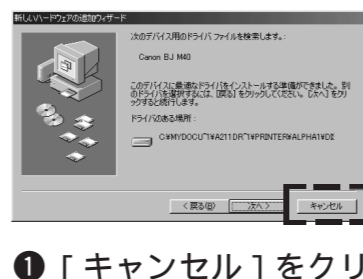 新しいハードウェアの追加ウィザード
次のデバイス用のドライバ ファイルを検索します。:
Canon BJ M40
このデバイスに最適なドライバをインストールする準備ができました。別
のドライバを選択するには、[戻る] をクリックしてください。[次へ] をクリ
ックすると続行します。
ドライバのある場所:
C:¥MYDOCU~1¥A211DR~1¥PRINTER¥ALPHA1¥D
< 戻る(B) 次へ > キャンセル
❶ [ キャンセル ] をクリ